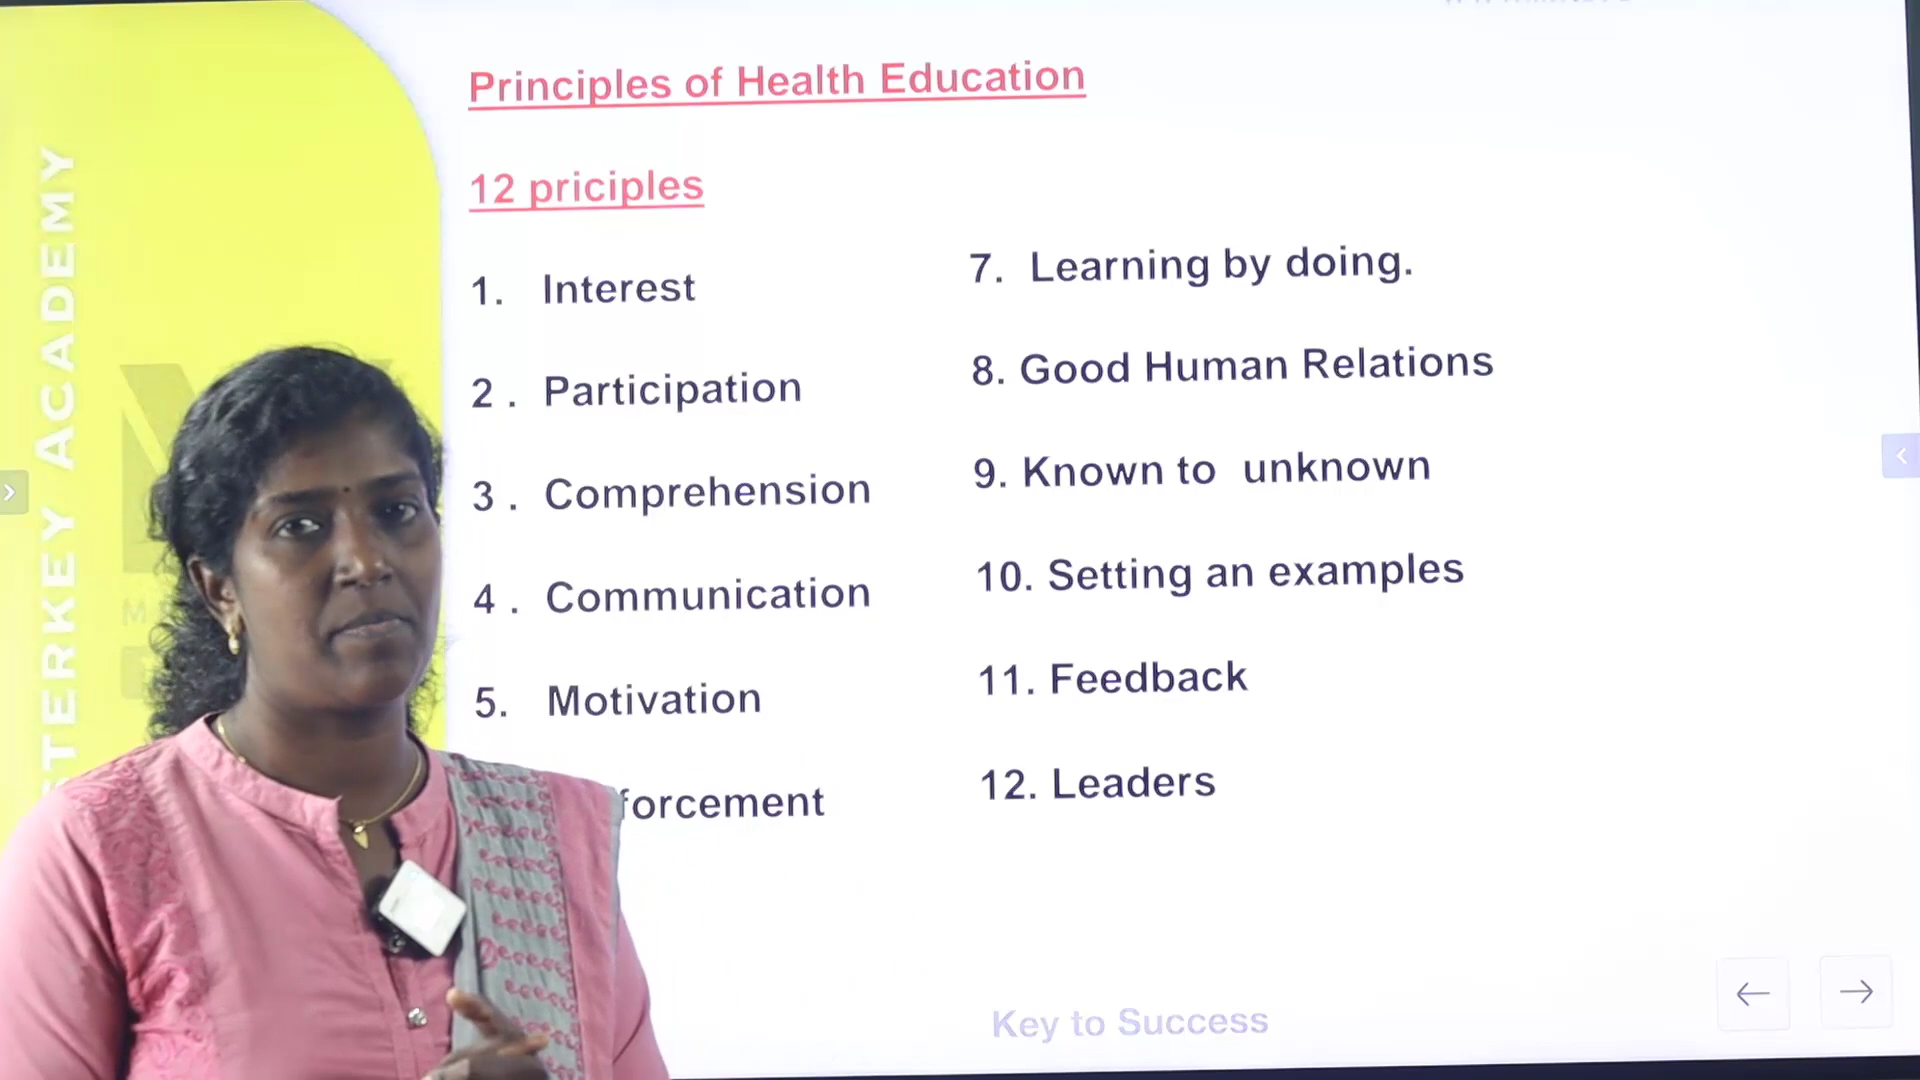 Principles of Health Education
12 priciples
1. Interest
2 . Participation
3 . Comprehension
4 . Communication
5. Motivation
forcement
7. Learning by doing.
8. Good Human Relations
9. Known to unknown
10. Setting an examples
11. Feedback
12. Leaders
Key to Success
STERKEY ACADEMY